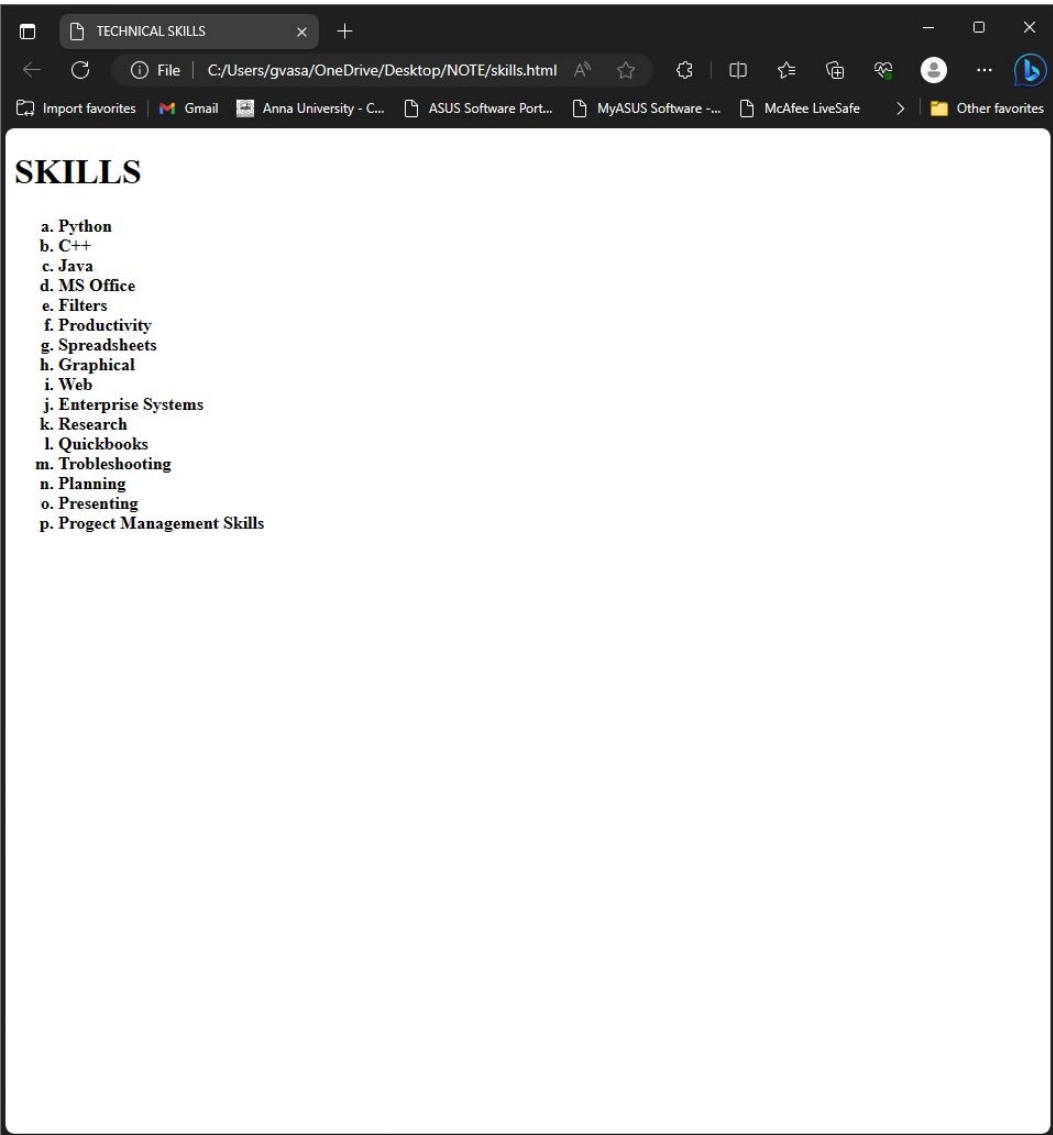 TECHNICAL SKILLS
File | C:/Users/gvasa/OneDrive/Desktop/NOTE/skills.html
Import favorites Gmail Anna University - C... ASUS Software Port... MyASUS Software -... McAfee LiveSafe Other favorites
SKILLS
a. Python
b. C++
c. Java
d. MS Office
e. Filters
f. Productivity
g. Spreadsheets
h. Graphical
i. Web
j. Enterprise Systems
k. Research
l. Quickbooks
m. Trobleshooting
n. Planning
o. Presenting
p. Progect Management Skills